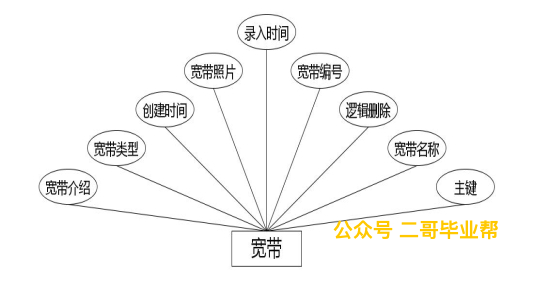 录入时间
宽带照片
宽带编号
创建时间
逻辑删除
宽带类型
宽带名称
宽带介绍
主键
公众号 二哥毕业帮
宽带